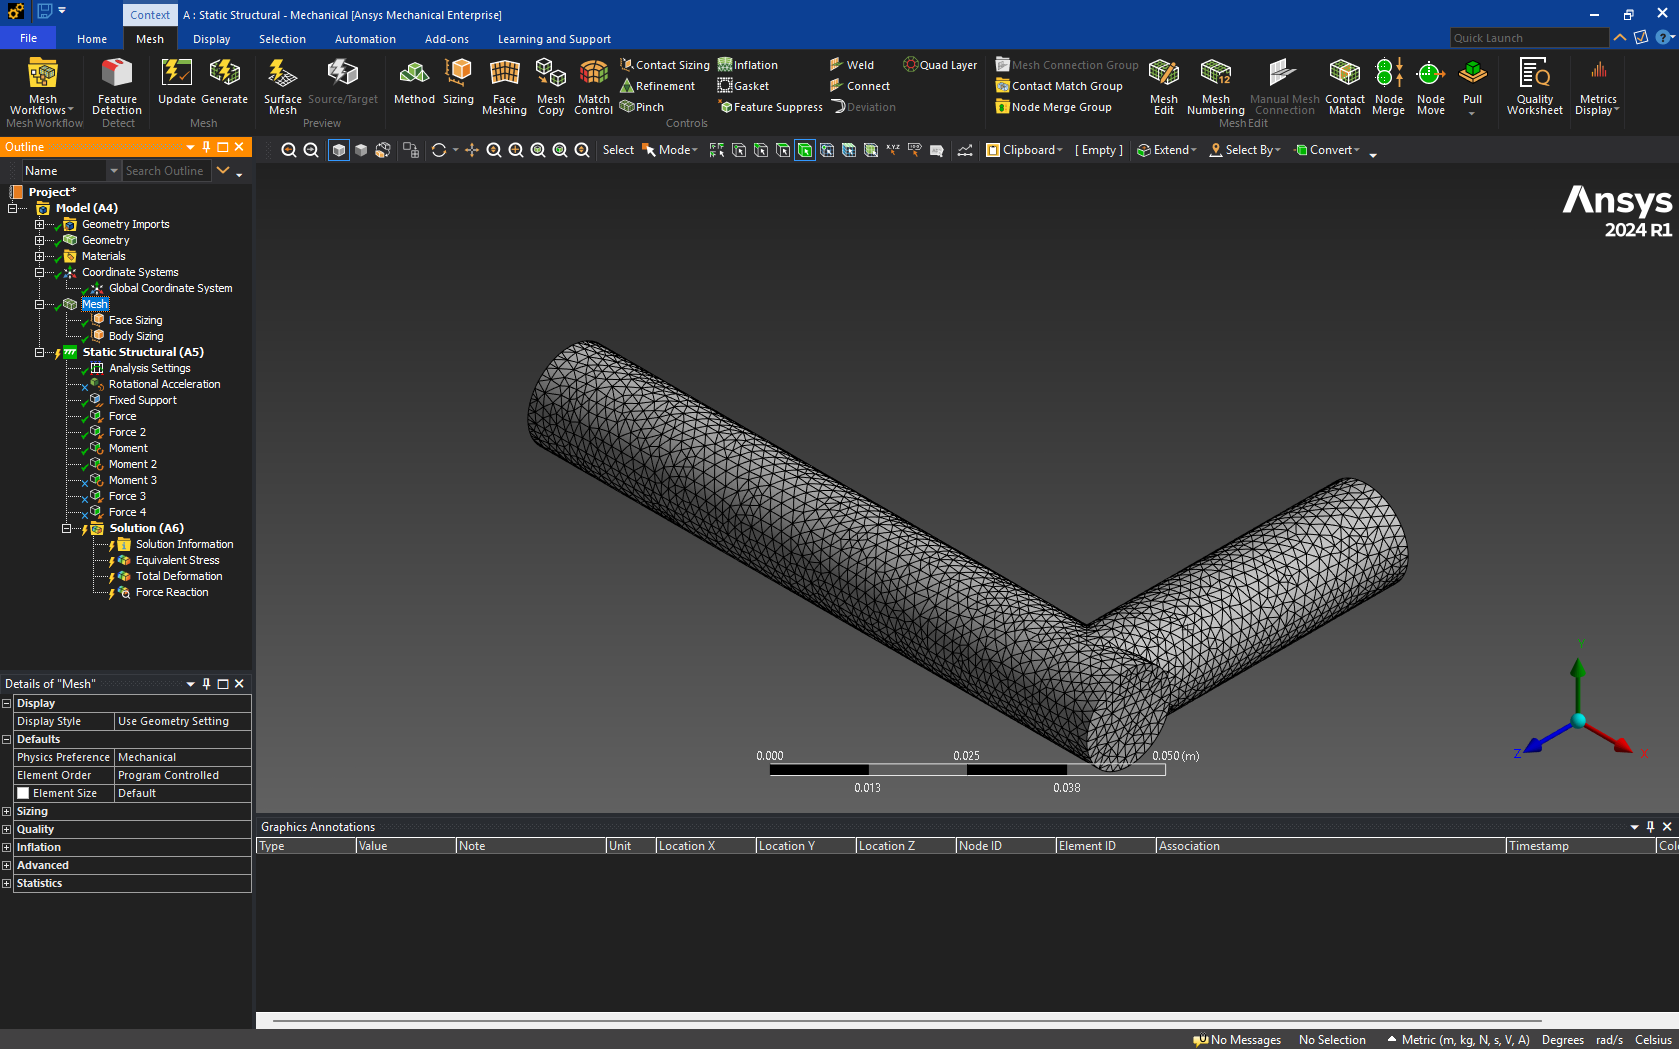 Context A : Static Structural - Mechanical [Ansys Mechanical Enterprise]
File Home Mesh Display Selection Automation Add-ons Learning and Support Quick Launch
Mesh Workflows
Mesh Workflow
Feature Detection
Detect
Update Generate
Mesh
Surface Mesh Source/Target
Preview
Method Sizing Face Meshing Mesh Copy Match Control
Contact Sizing Inflation Weld Quad Layer
Refinement Gasket Connect
Pinch Feature Suppress Deviation
Controls
Mesh Connection Group
Contact Match Group
Node Merge Group
Mesh Edit Mesh Numbering Manual Mesh Connection Contact Match Node Merge Node Move Pull
Mesh Edit
Quality Worksheet
Metrics Display
Outline
Name Search Outline
Select Mode Clipboard [ Empty ] Extend Select By Convert
Project*
Model (A4)
Geometry Imports
Geometry
Materials
Coordinate Systems
Global Coordinate System
Mesh
Face Sizing
Body Sizing
Static Structural (A5)
Analysis Settings
Rotational Acceleration
Fixed Support
Force
Force 2
Moment
Moment 2
Moment 3
Force 3
Force 4
Solution (A6)
Solution Information
Equivalent Stress
Total Deformation
Force Reaction
Ansys
2024 R1
Y
Z X
0.000 0.025 0.050 (m)
0.013 0.038
Details of "Mesh"
Display
Display Style Use Geometry Setting
Defaults
Physics Preference Mechanical
Element Order Program Controlled
Element Size Default
Sizing
Quality
Inflation
Advanced
Statistics
Graphics Annotations
Type Value Note Unit Location X Location Y Location Z Node ID Element ID Association Timestamp Colo
No Messages No Selection Metric (m, kg, N, s, V, A) Degrees rad/s Celsius